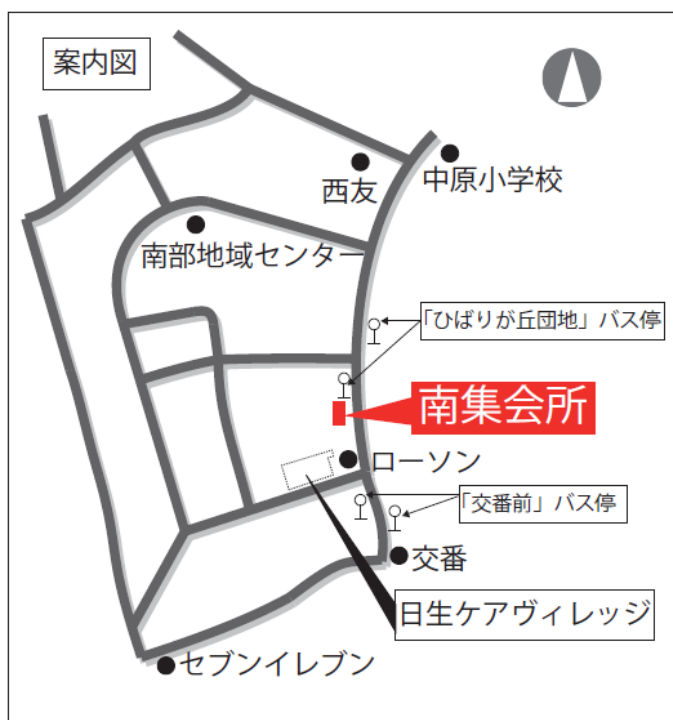 案内図
西友
中原小学校
南部地域センター
「ひばりが丘団地」バス停
南集会所
ローソン
「交番前」バス停
交番
日生ケアヴィレッジ
セブンイレブン